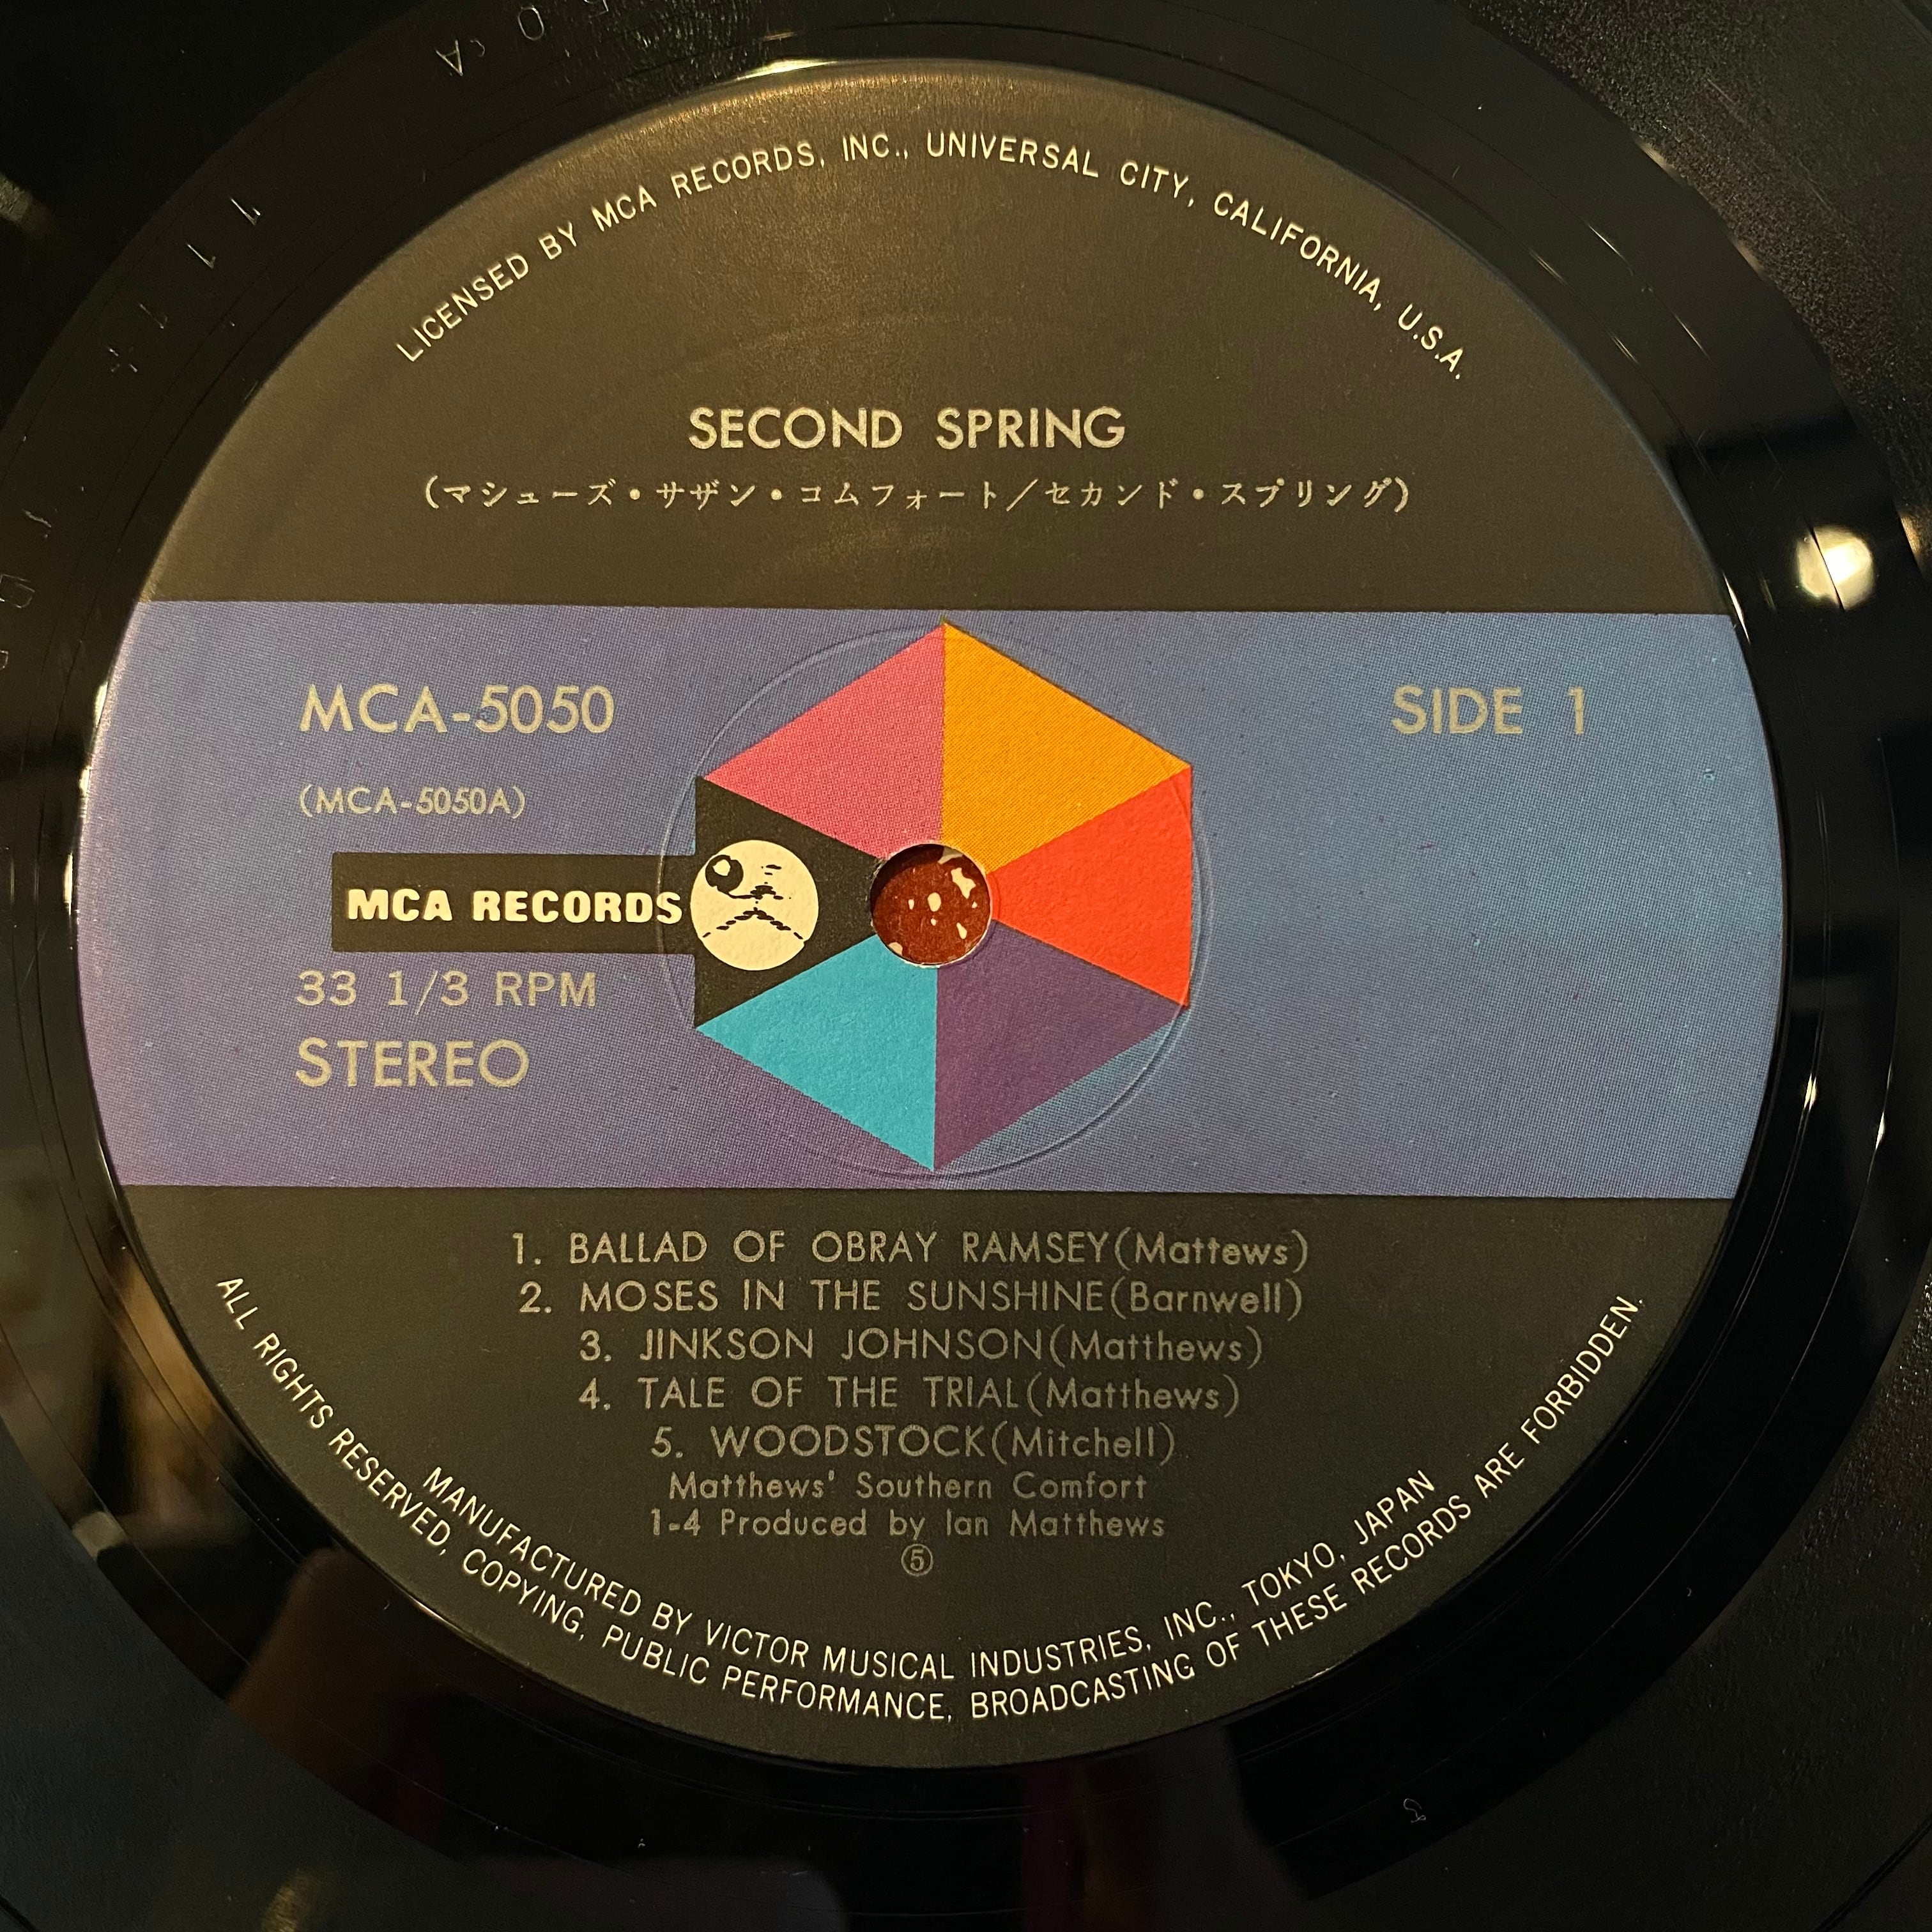 LICENSED BY MCA RECORDS, INC., UNIVERSAL CITY, CALIFORNIA, U.S.A.
SECOND SPRING
(マシューズ・サザン・コムフォート/セカンド・スプリング)
MCA-5050
SIDE 1
(MCA-5050A)
MCA RECORDS
33 1/3 RPM
STEREO
1. BALLAD OF OBRAY RAMSEY(Mattews)
2. MOSES IN THE SUNSHINE(Barnwell)
3. JINKSON JOHNSON(Matthews)
4. TALE OF THE TRIAL(Matthews)
5. WOODSTOCK(Mitchell)
Matthews' Southern Comfort
1-4 Produced by Ian Matthews
⑤
MANUFACTURED BY VICTOR MUSICAL INDUSTRIES, INC., TOKYO, JAPAN
ALL RIGHTS RESERVED, COPYING, PUBLIC PERFORMANCE, BROADCASTING OF THESE RECORDS ARE FORBIDDEN.